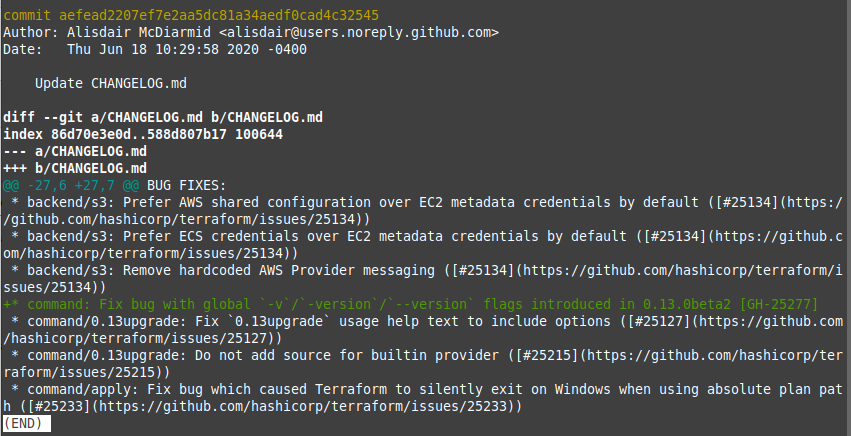 commit aefead2207ef7e2aa5dc81a34aedf0cad4c32545
Author: Alisdair McDiarmid <alisdair@users.noreply.github.com>
Date:   Thu Jun 18 10:29:58 2020 -0400

    Update CHANGELOG.md

diff --git a/CHANGELOG.md b/CHANGELOG.md
index 86d70e3e0d..588d807b17 100644
--- a/CHANGELOG.md
+++ b/CHANGELOG.md
@@ -27,6 +27,7 @@ BUG FIXES:
 * backend/s3: Prefer AWS shared configuration over EC2 metadata credentials by default ([#25134](https:/
/github.com/hashicorp/terraform/issues/25134))
 * backend/s3: Prefer ECS credentials over EC2 metadata credentials by default ([#25134](https://github.c
om/hashicorp/terraform/issues/25134))
 * backend/s3: Remove hardcoded AWS Provider messaging ([#25134](https://github.com/hashicorp/terraform/i
ssues/25134))
+* command: Fix bug with global `-v`/`-version`/`--version` flags introduced in 0.13.0beta2 [GH-25277]
 * command/0.13upgrade: Fix `0.13upgrade` usage help text to include options ([#25127](https://github.com
/hashicorp/terraform/issues/25127))
 * command/0.13upgrade: Do not add source for builtin provider ([#25215](https://github.com/hashicorp/ter
raform/issues/25215))
 * command/apply: Fix bug which caused Terraform to silently exit on Windows when using absolute plan pat
h ([#25233](https://github.com/hashicorp/terraform/issues/25233))
(END)